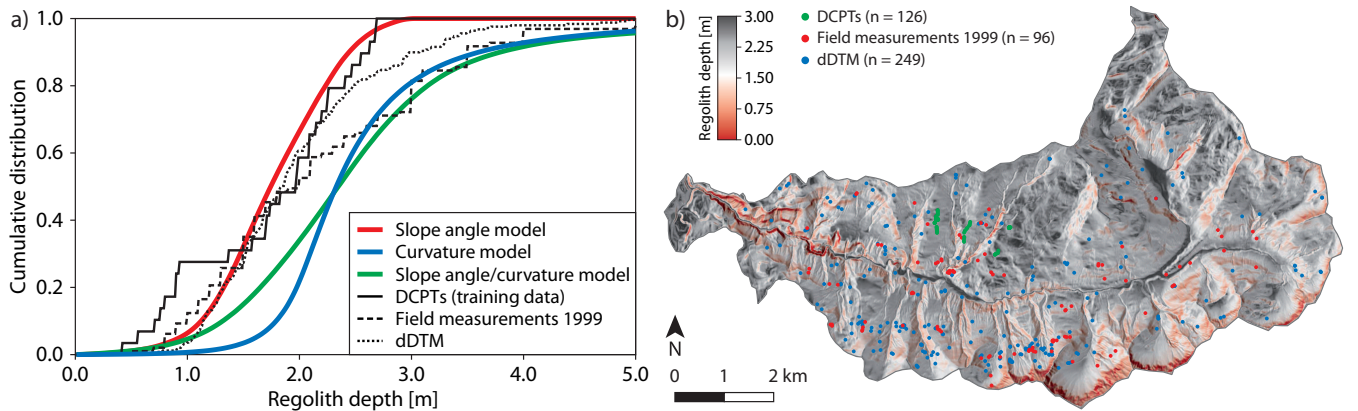 a)
Cumulative distribution
1.0
0.8
0.6
0.4
0.2
0.0
0.0 1.0 2.0 3.0 4.0 5.0
Regolith depth [m]
Slope angle model
Curvature model
Slope angle/curvature model
DCPTs (training data)
Field measurements 1999
dDTM
b)
Regolith depth [m]
3.00
2.25
1.50
0.75
0.00
DCPTs (n = 126)
Field measurements 1999 (n = 96)
dDTM (n = 249)
N
0 1 2 km